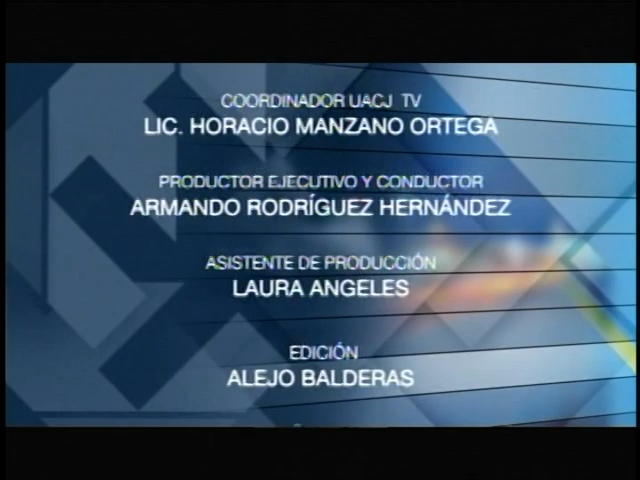 COORDINADOR UACJ TV
LIC. HORACIO MANZANO ORTEGA
PRODUCTOR EJECUTIVO Y CONDUCTOR
ARMANDO RODRÍGUEZ HERNÁNDEZ
ASISTENTE DE PRODUCCIÓN
LAURA ANGELES
EDICIÓN
ALEJO BALDERAS